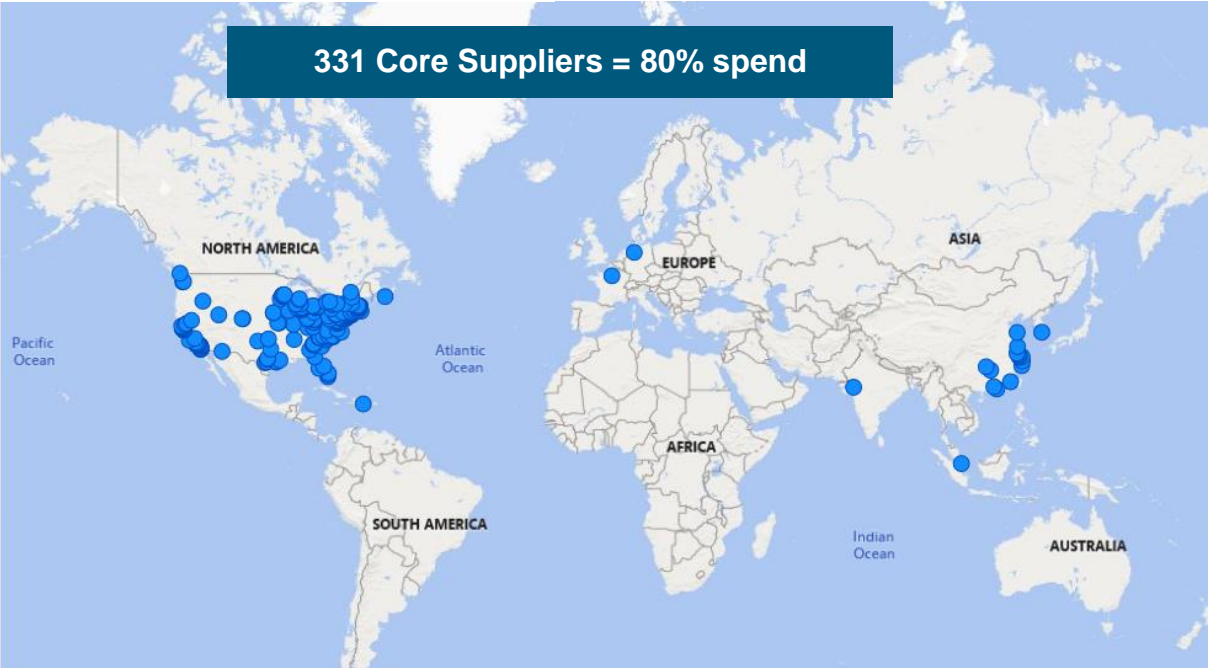 331 Core Suppliers = 80% spend
NORTH AMERICA
ASIA
EUROPE
Pacific
Ocean
Atlantic
Ocean
AFRICA
SOUTH AMERICA
Indian
Ocean
AUSTRALIA